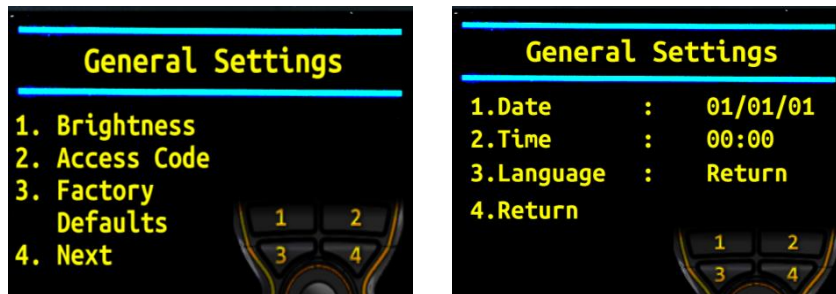 General Settings
1. Brightness
2. Access Code
3. Factory
Defaults
4. Next
1 2
3 4
General Settings
1.Date : 01/01/01
2.Time : 00:00
3.Language : Return
4.Return
1 2
3 4